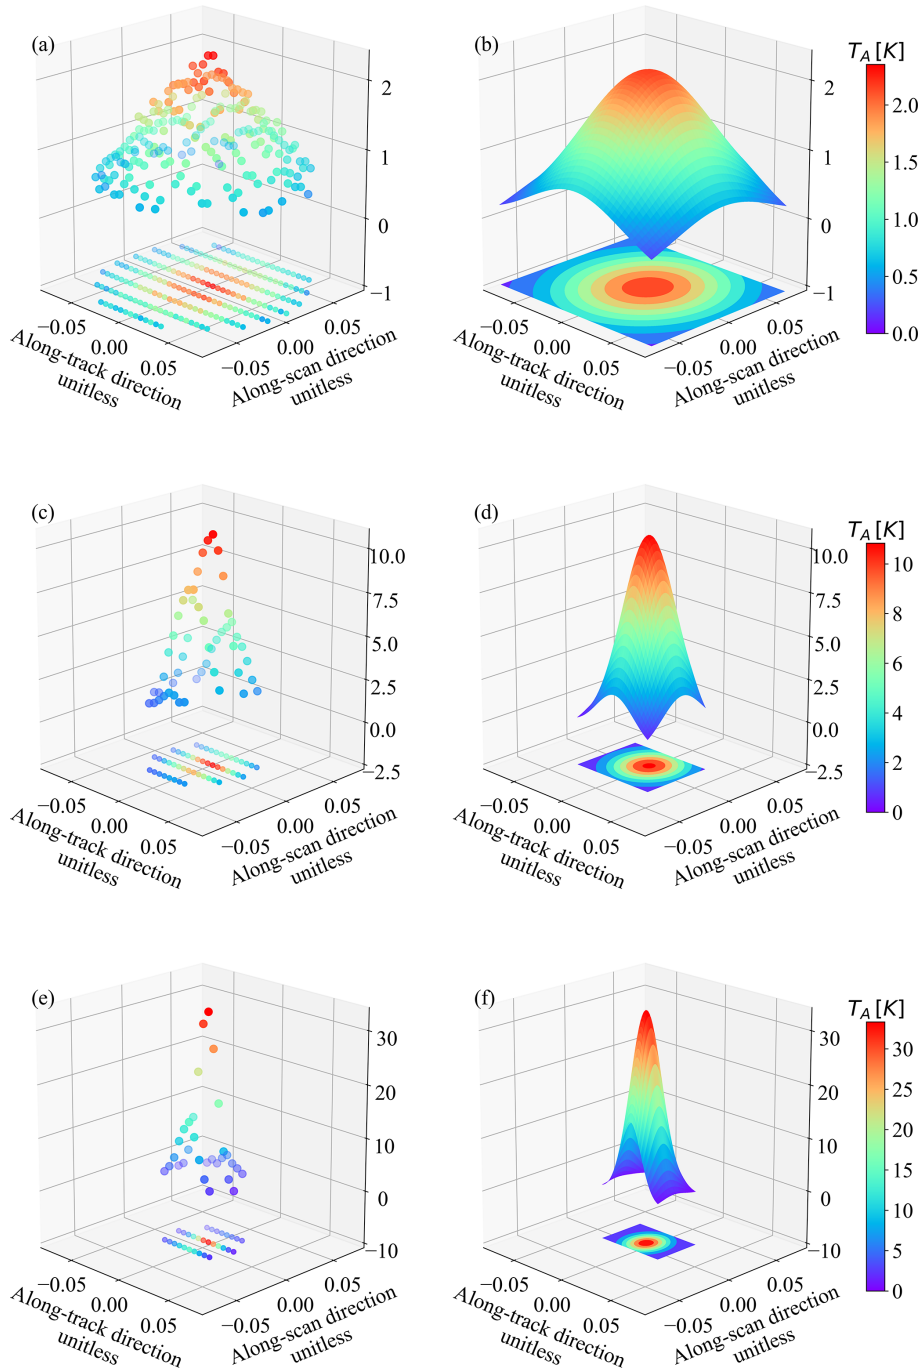 (a)
2
1
0
−1
−0.05
0.00
0.05
Along-track direction
unitless
−0.05
0.00
0.05
Along-scan direction
unitless
(b)
2
1
0
−1
−0.05
0.00
0.05
Along-track direction
unitless
−0.05
0.00
0.05
Along-scan direction
unitless
T_A [K]
2.0
1.5
1.0
0.5
0.0
(c)
10.0
7.5
5.0
2.5
0.0
−2.5
−0.05
0.00
0.05
Along-track direction
unitless
−0.05
0.00
0.05
Along-scan direction
unitless
(d)
10.0
7.5
5.0
2.5
0.0
−2.5
−0.05
0.00
0.05
Along-track direction
unitless
−0.05
0.00
0.05
Along-scan direction
unitless
T_A [K]
10
8
6
4
2
0
(e)
30
20
10
0
−10
−0.05
0.00
0.05
Along-track direction
unitless
−0.05
0.00
0.05
Along-scan direction
unitless
(f)
30
20
10
0
−10
−0.05
0.00
0.05
Along-track direction
unitless
−0.05
0.00
0.05
Along-scan direction
unitless
T_A [K]
30
25
20
15
10
5
0